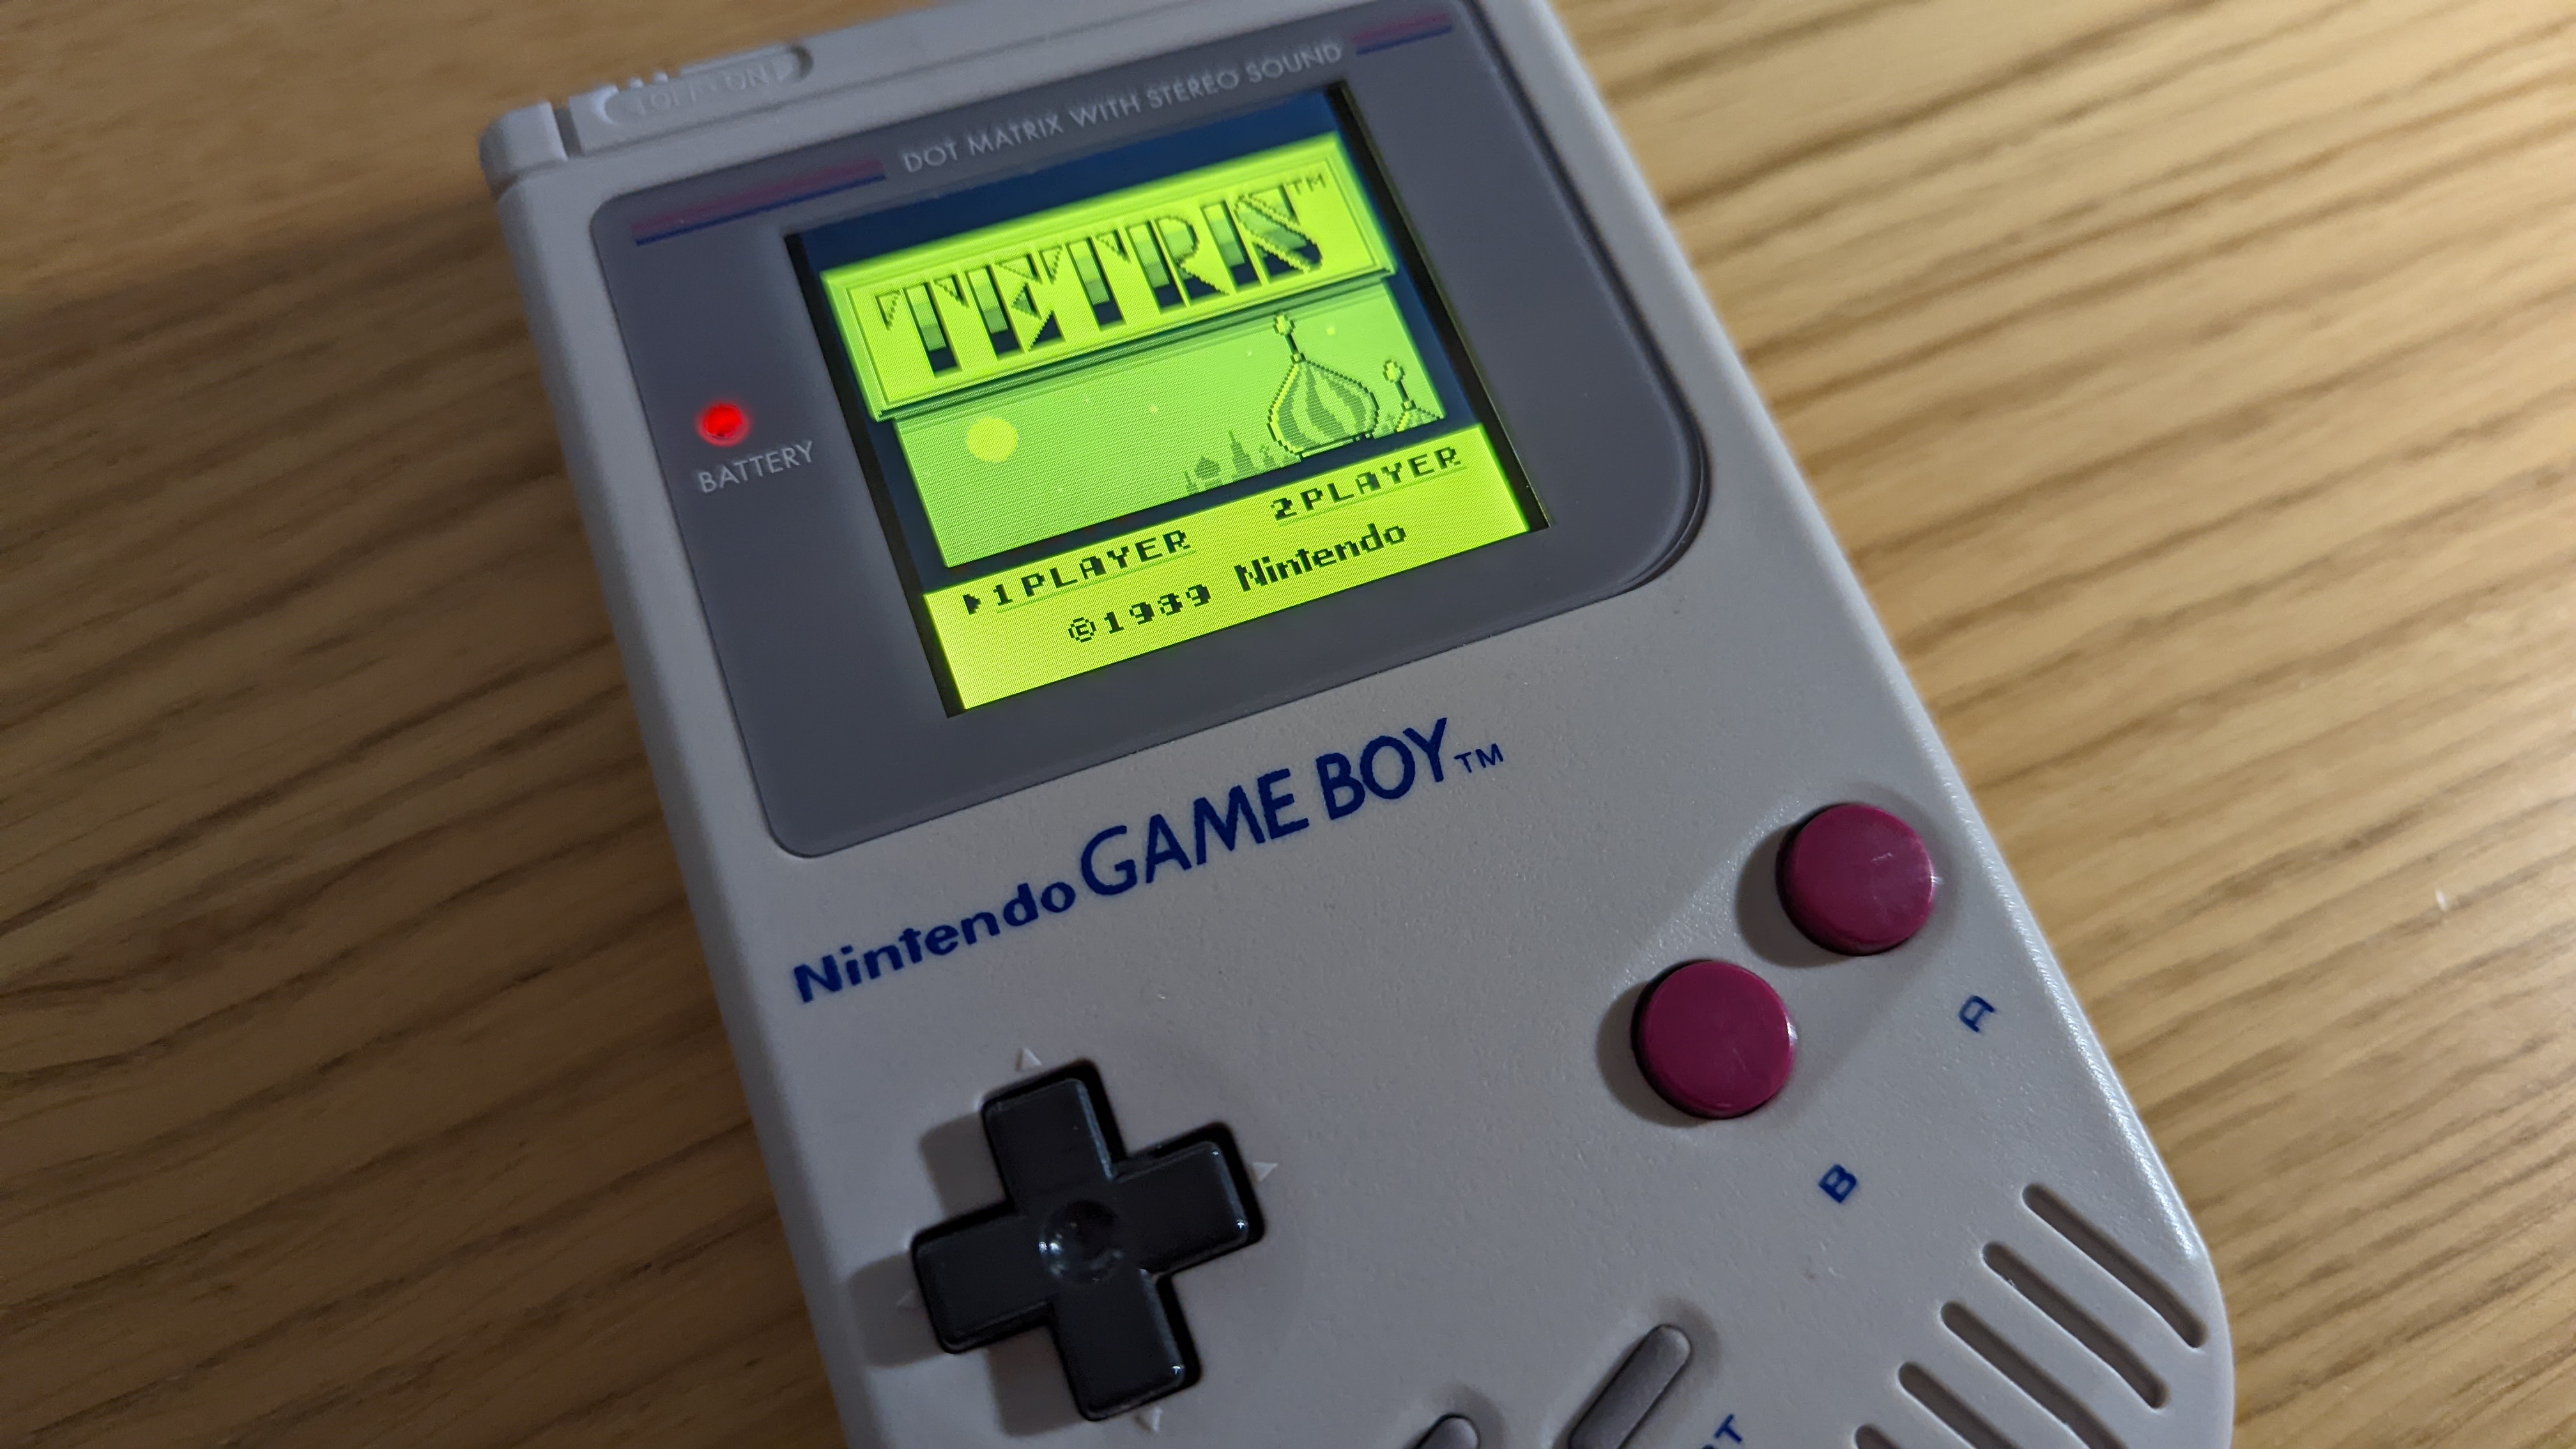 OFF•ON
DOT MATRIX WITH STEREO SOUND
TETRIS™
BATTERY
1PLAYER 2PLAYER
©1989 Nintendo
Nintendo GAME BOY™
A
B